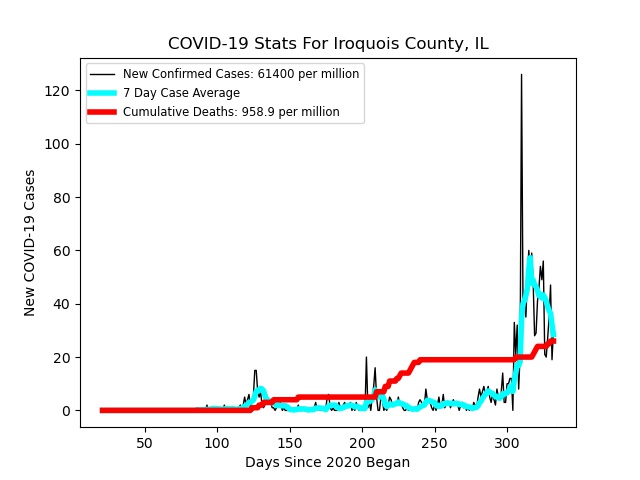 COVID-19 Stats For Iroquois County, IL
New Confirmed Cases: 61400 per million
7 Day Case Average
Cumulative Deaths: 958.9 per million
120
100
80
60
40
20
0
New COVID-19 Cases
50 100 150 200 250 300
Days Since 2020 Began